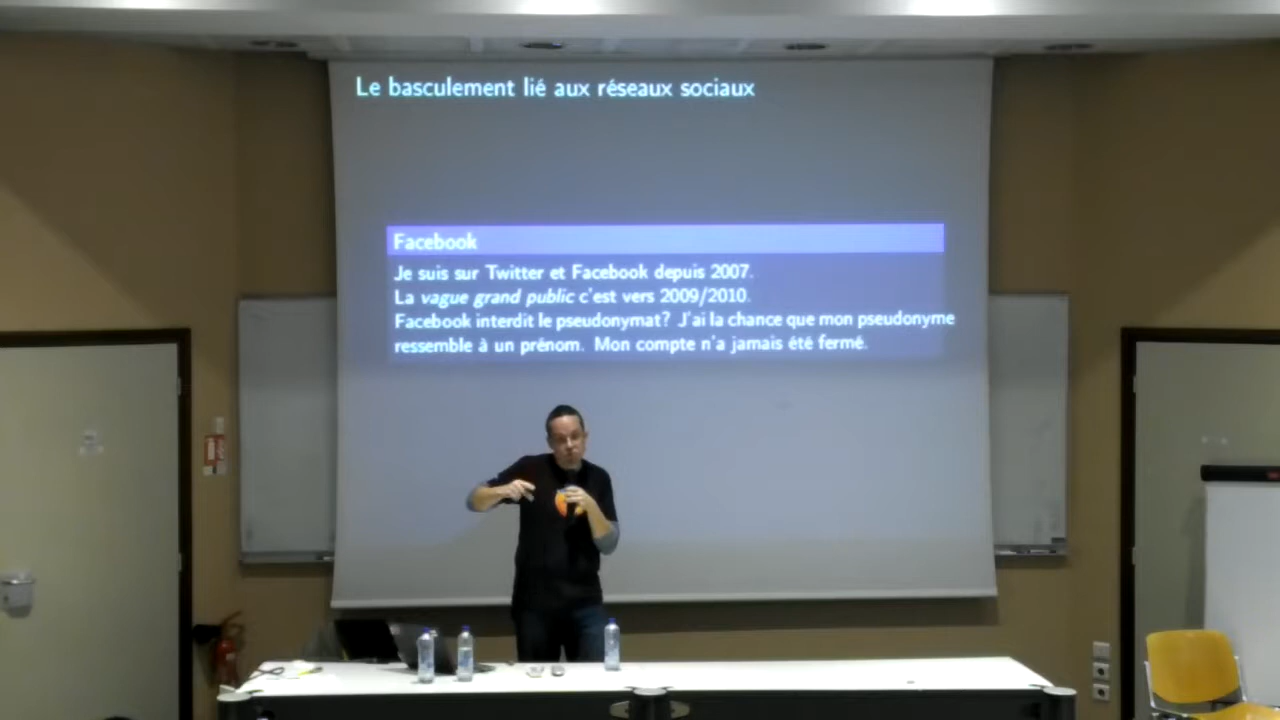 Le basculement lié aux réseaux sociaux
Facebook
Je suis sur Twitter et Facebook depuis 2007.
La vague grand public c'est vers 2009/2010.
Facebook interdit le pseudonymat? J'ai la chance que mon pseudonyme
ressemble à un prénom. Mon compte n'a jamais été fermé.